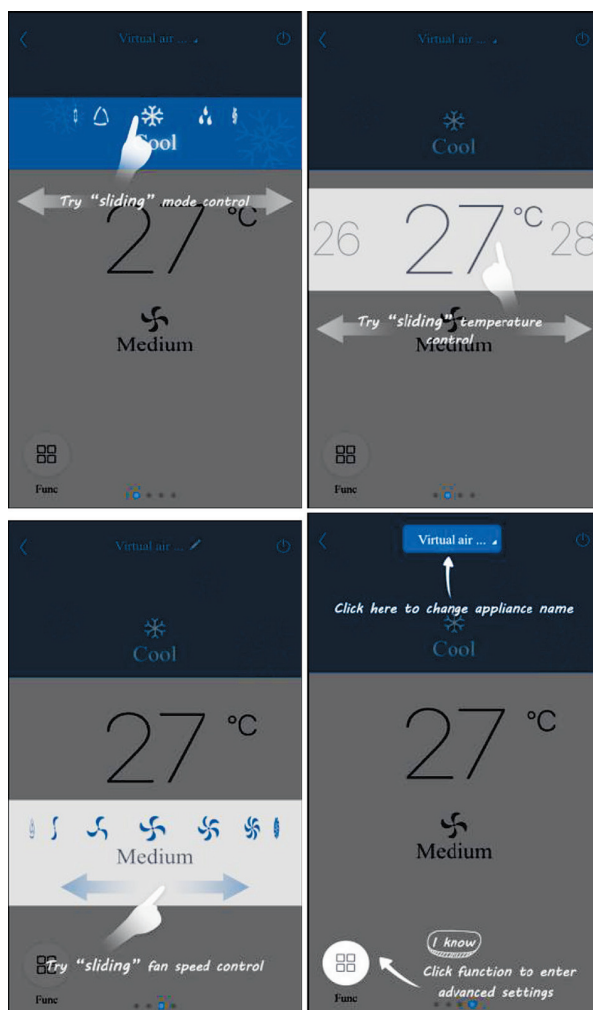 Virtual air ...
Cool
Try “sliding” mode control
27 °C
Medium
Func
Virtual air ...
Cool
26 27 °C 28
Try “sliding” temperature
control
Medium
Func
Virtual air ...
Cool
27 °C
Medium
Try “sliding” fan speed control
Func
Virtual air ...
Click here to change appliance name
Cool
27 °C
Medium
I know
Click function to enter
advanced settings
Func